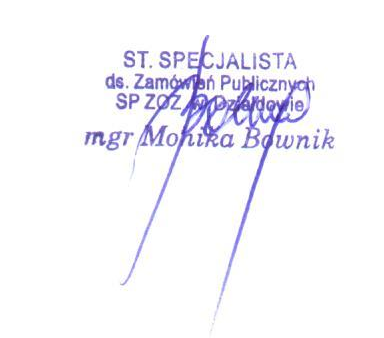 ST. SPECJALISTA
ds. Zamówień Publicznych
SP ZOZ w Działdowie
mgr Monika Bownik